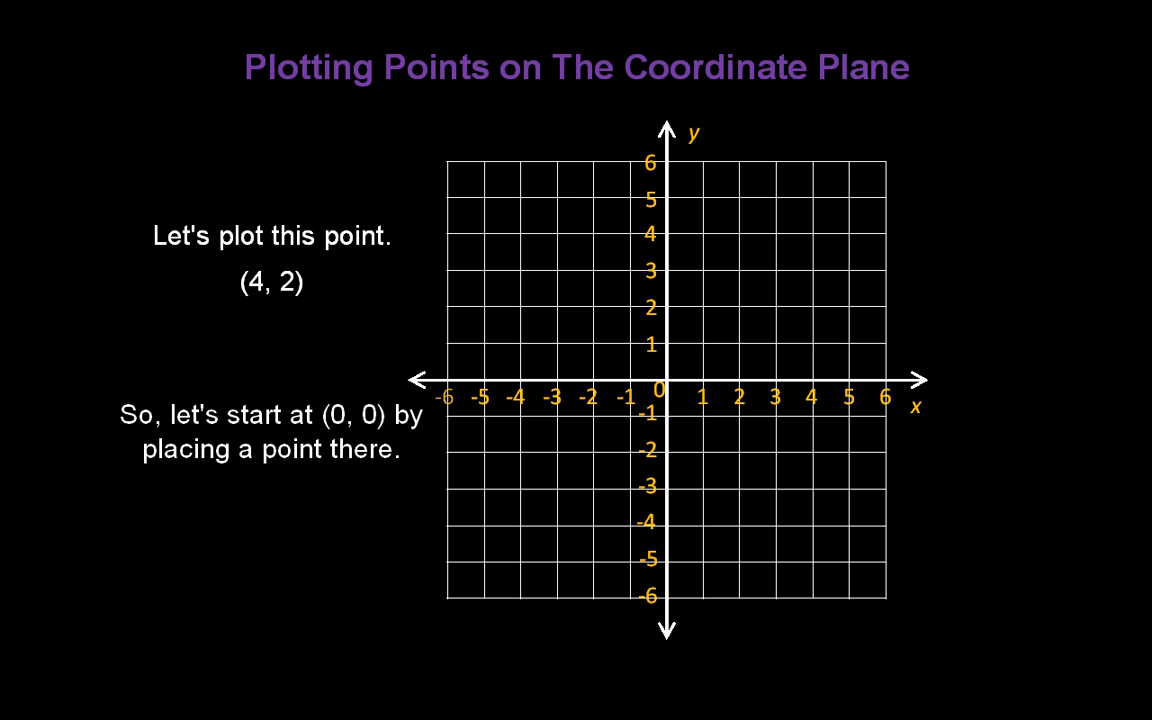 Plotting Points on The Coordinate Plane
y
6
5
Let's plot this point.
4
(4, 2)
3
2
1
0
-6 -5 -4 -3 -2 -1 1 2 3 4 5 6 x
So, let's start at (0, 0) by
placing a point there.
-1
-2
-3
-4
-5
-6